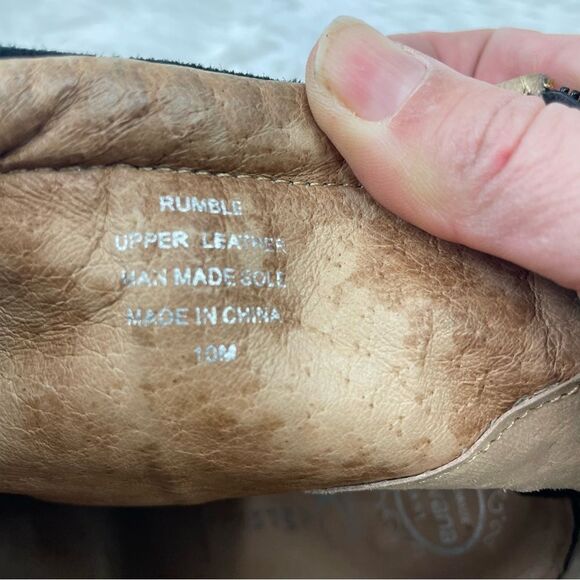 RUMBLE
UPPER LEATHER
MAN MADE SOLE
MADE IN CHINA
10M